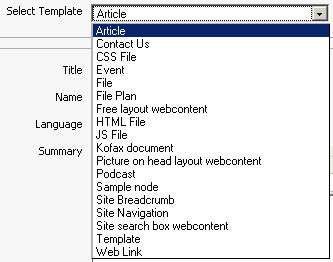 Select Template Article
Article
Contact Us
CSS File
Event
File
File Plan
Free layout webcontent
HTML File
JS File
Kofax document
Picture on head layout webcontent
Podcast
Sample node
Site Breadcrumb
Site Navigation
Site search box webcontent
Template
Web Link
Title
Name
Language
Summary